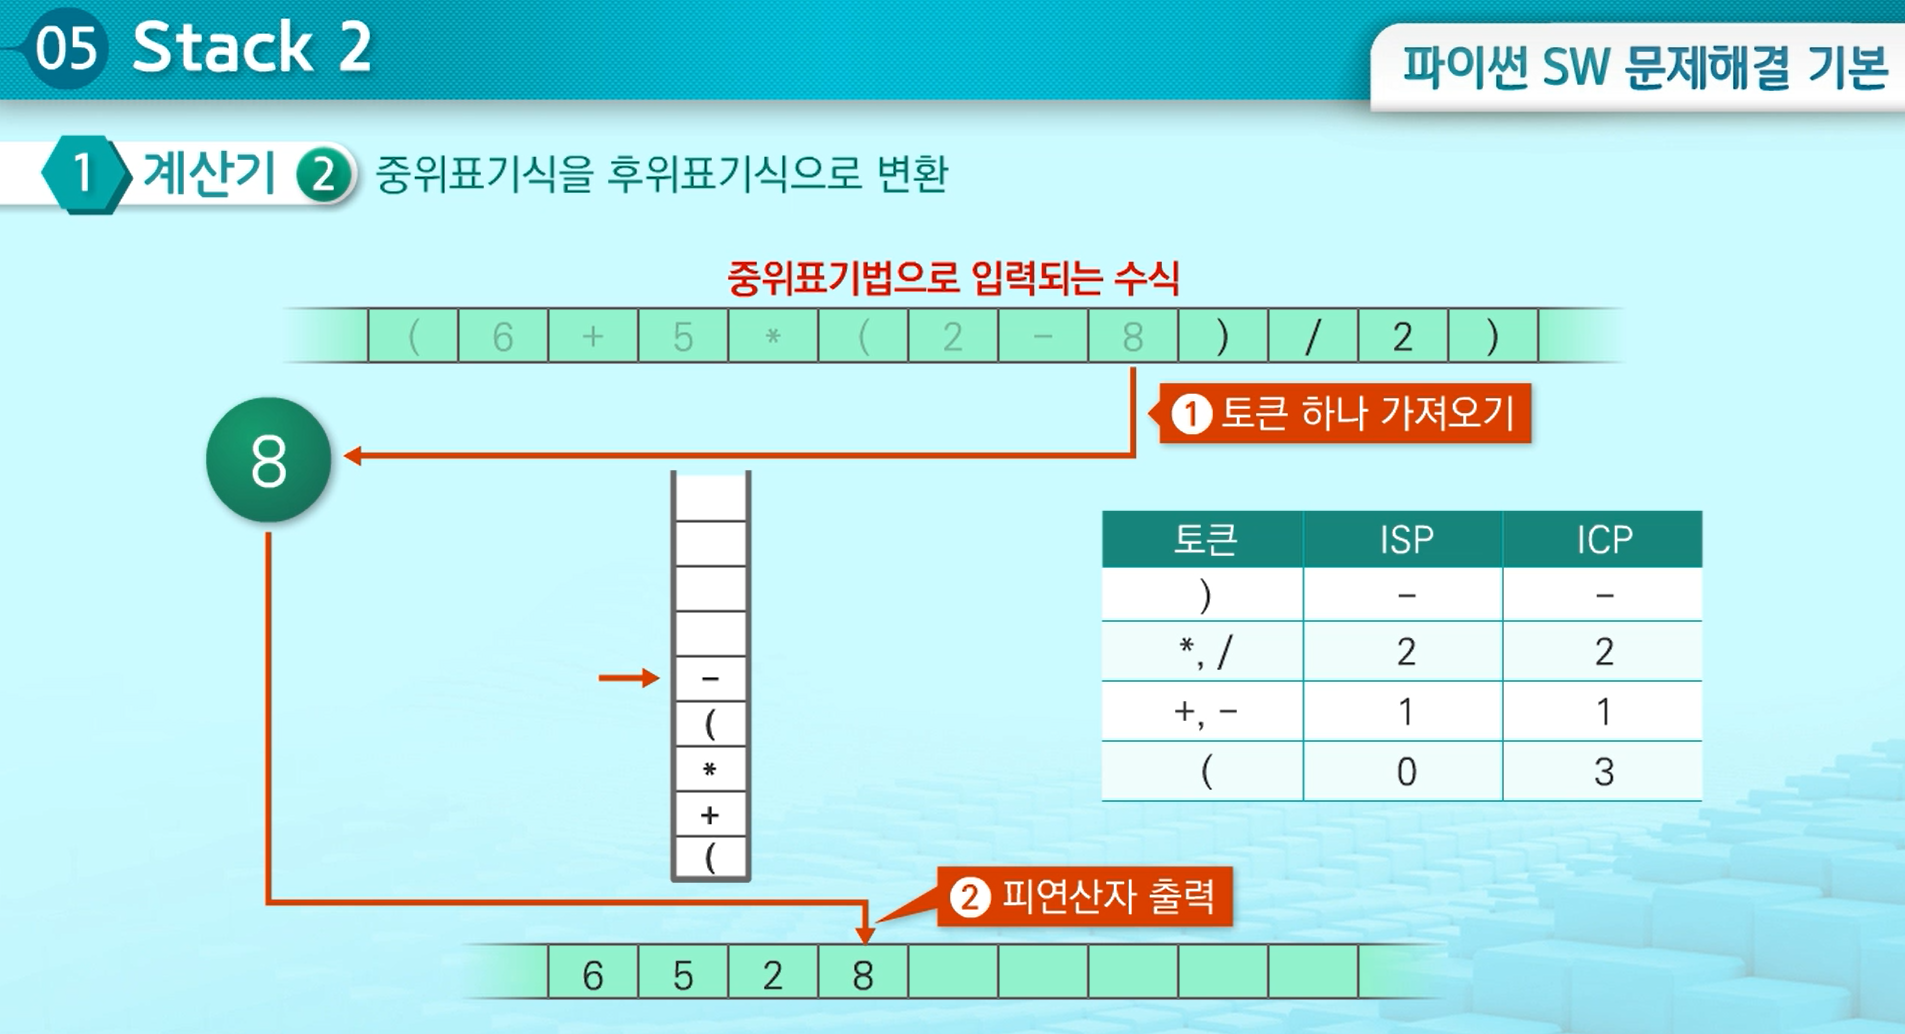 05 Stack 2
파이썬 SW 문제해결 기본
1 계산기 2 중위표기식을 후위표기식으로 변환
중위표기법으로 입력되는 수식
( 6 + 5 * ( 2 - 8 ) / 2 )
1 토큰 하나 가져오기
8
토큰 ISP ICP
) - -
*, / 2 2
+, - 1 1
( 0 3
-
(
*
+
(
2 피연산자 출력
6 5 2 8